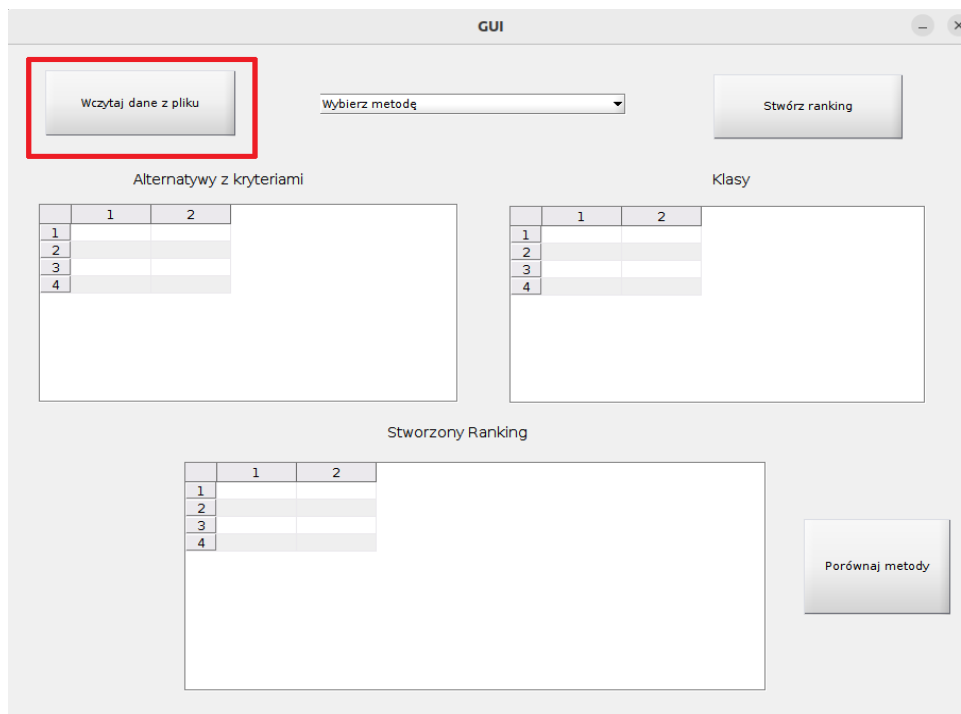 GUI
Wczytaj dane z pliku
Wybierz metodę
Stwórz ranking
Alternatywy z kryteriami
Klasy
1 2
1
2
3
4
1 2
1
2
3
4
Stworzony Ranking
1 2
1
2
3
4
Porównaj metody